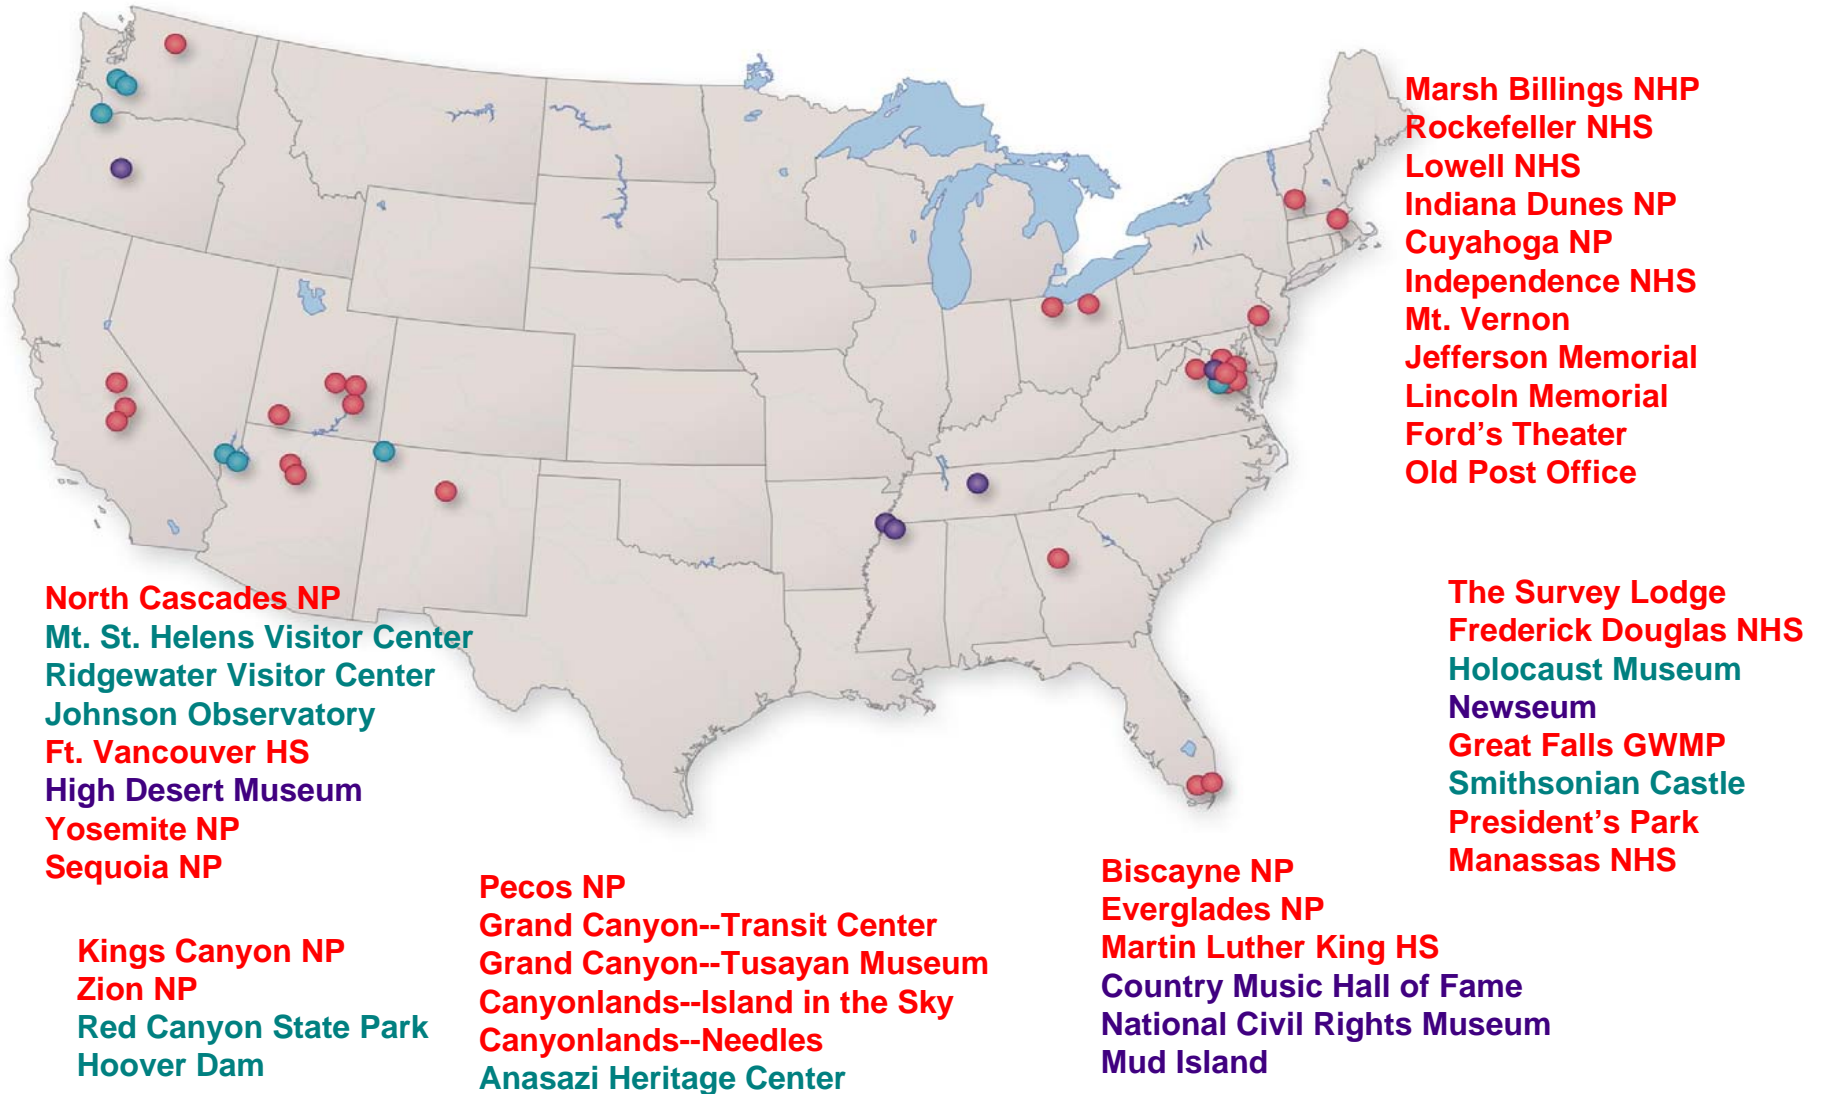 Marsh Billings NHP
Rockefeller NHS
Lowell NHS
Indiana Dunes NP
Cuyahoga NP
Independence NHS
Mt. Vernon
Jefferson Memorial
Lincoln Memorial
Ford's Theater
Old Post Office
North Cascades NP
Mt. St. Helens Visitor Center
Ridgewater Visitor Center
Johnson Observatory
Ft. Vancouver HS
High Desert Museum
Yosemite NP
Sequoia NP
Kings Canyon NP
Zion NP
Red Canyon State Park
Hoover Dam
Pecos NP
Grand Canyon--Transit Center
Grand Canyon--Tusayan Museum
Canyonlands--Island in the Sky
Canyonlands--Needles
Anasazi Heritage Center
Biscayne NP
Everglades NP
Martin Luther King HS
Country Music Hall of Fame
National Civil Rights Museum
Mud Island
The Survey Lodge
Frederick Douglas NHS
Holocaust Museum
Newseum
Great Falls GWMP
Smithsonian Castle
President's Park
Manassas NHS